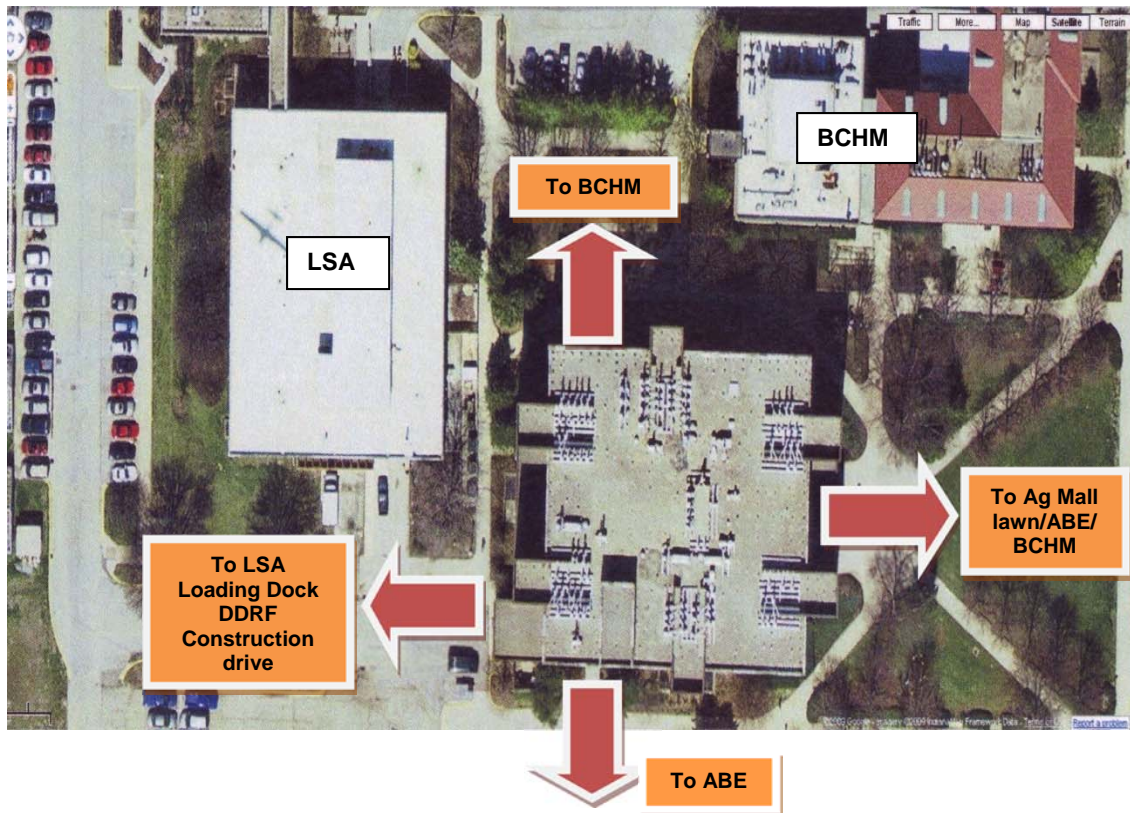 Traffic
More...
Map
Satellite
Terrain
BCHM
To BCHM
LSA
To Ag Mall
lawn/ABE/
BCHM
To LSA
Loading Dock
DDRF
Construction
drive
Report a problem
To ABE